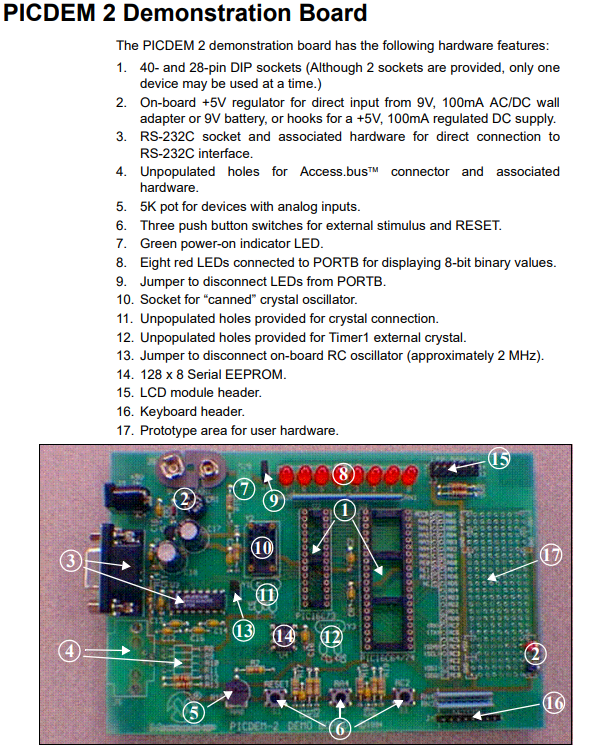 PICDEM 2 Demonstration Board
The PICDEM 2 demonstration board has the following hardware features:
1. 40- and 28-pin DIP sockets (Although 2 sockets are provided, only one
device may be used at a time.)
2. On-board +5V regulator for direct input from 9V, 100mA AC/DC wall
adapter or 9V battery, or hooks for a +5V, 100mA regulated DC supply.
3. RS-232C socket and associated hardware for direct connection to
RS-232C interface.
4. Unpopulated holes for Access.bus™ connector and associated
hardware.
5. 5K pot for devices with analog inputs.
6. Three push button switches for external stimulus and RESET.
7. Green power-on indicator LED.
8. Eight red LEDs connected to PORTB for displaying 8-bit binary values.
9. Jumper to disconnect LEDs from PORTB.
10. Socket for “canned” crystal oscillator.
11. Unpopulated holes provided for crystal connection.
12. Unpopulated holes provided for Timer1 external crystal.
13. Jumper to disconnect on-board RC oscillator (approximately 2 MHz).
14. 128 x 8 Serial EEPROM.
15. LCD module header.
16. Keyboard header.
17. Prototype area for user hardware.
15
8
7
9
2
1
10
17
3
11
13
14
12
4
2
RESET
RA4
RC2
5
6
16
PICDEM-2